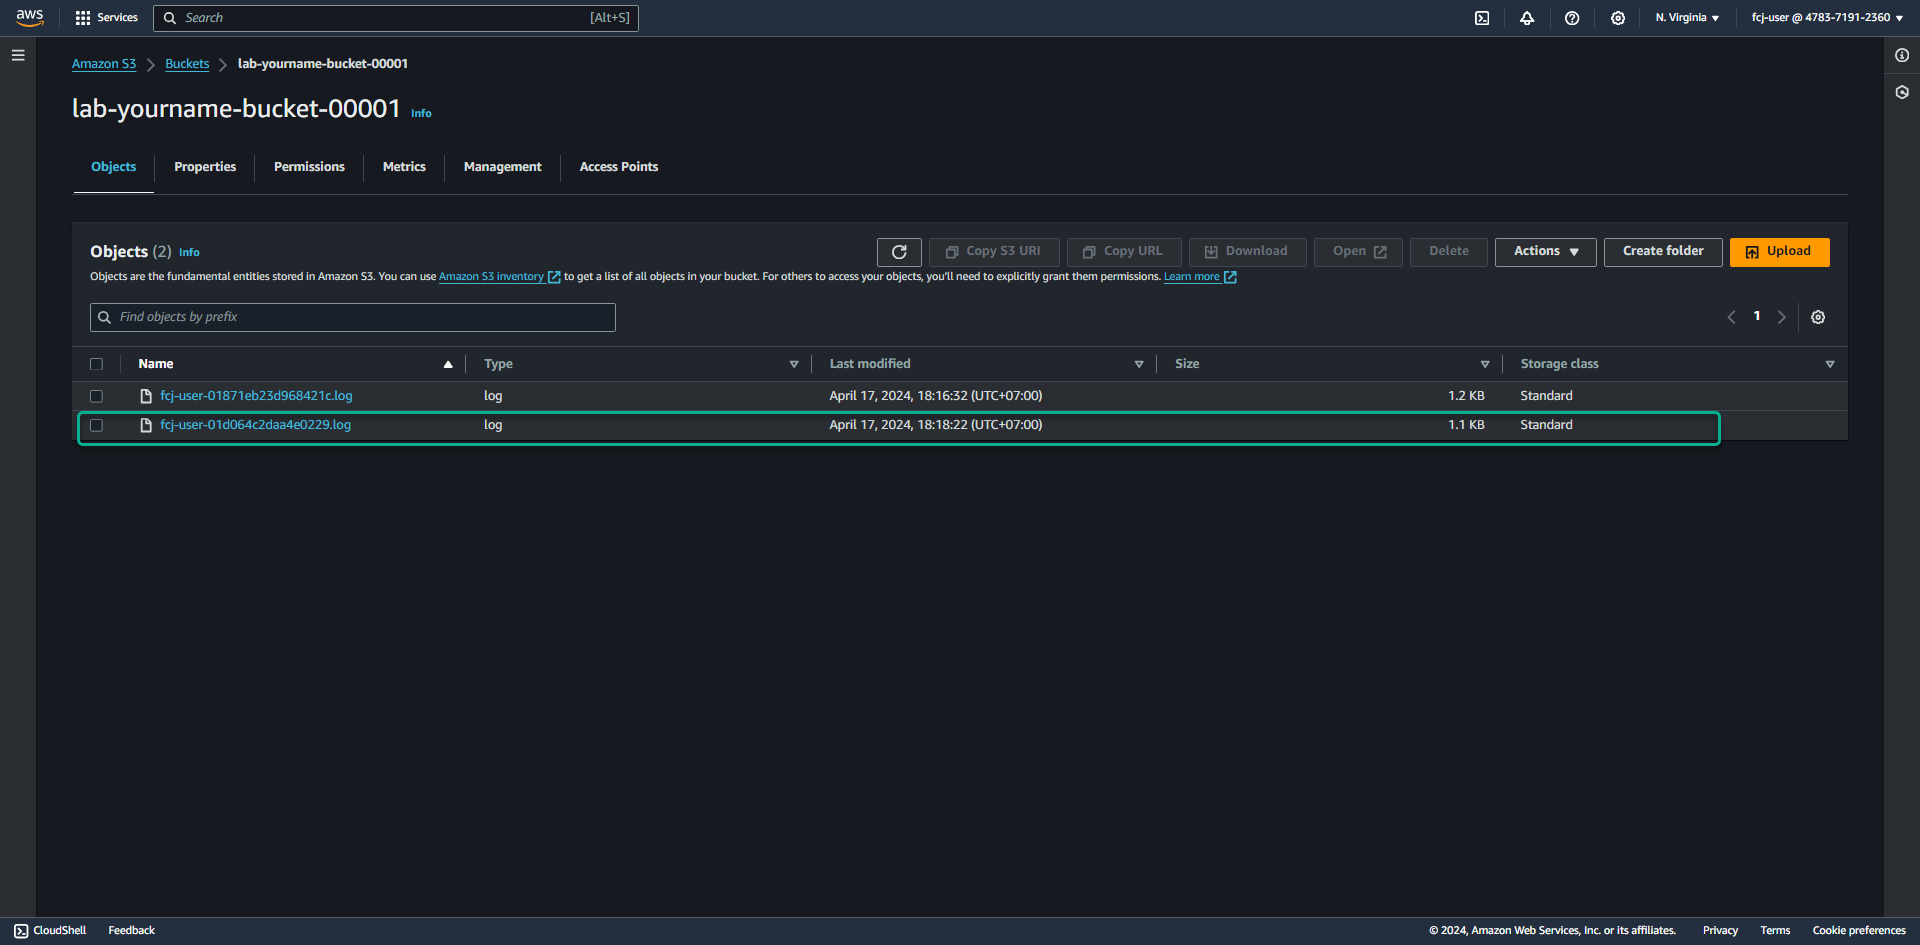 aws Services Search [Alt+S] N. Virginia fcj-user @ 4783-7191-2360
Amazon S3 Buckets lab-yourname-bucket-00001
lab-yourname-bucket-00001 Info
Objects Properties Permissions Metrics Management Access Points
Objects (2) Info Copy S3 URI Copy URL Download Open Delete Actions Create folder Upload
Objects are the fundamental entities stored in Amazon S3. You can use Amazon S3 inventory to get a list of all objects in your bucket. For others to access your objects, you'll need to explicitly grant them permissions. Learn more
Find objects by prefix 1
Name Type Last modified Size Storage class
fcj-user-01871eb23d968421c.log log April 17, 2024, 18:16:32 (UTC+07:00) 1.2 KB Standard
fcj-user-01d064c2daa4e0229.log log April 17, 2024, 18:18:22 (UTC+07:00) 1.1 KB Standard
CloudShell Feedback © 2024, Amazon Web Services, Inc. or its affiliates. Privacy Terms Cookie preferences